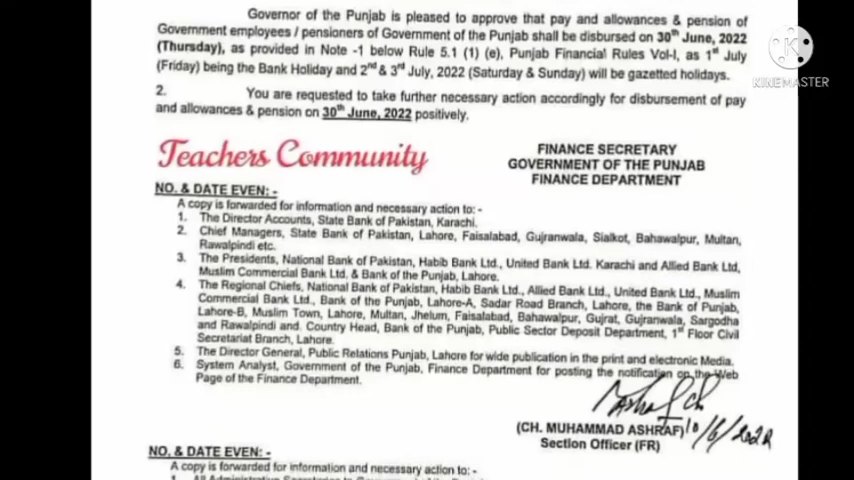 Governor of the Punjab is pleased to approve that pay and allowances & pension of
Government employees / pensioners of Government of the Punjab shall be disbursed on 30th June, 2022
(Thursday), as provided in Note -1 below Rule 5.1 (1) (e), Punjab Financial Rules Vol-I, as 1st July
(Friday) being the Bank Holiday and 2nd & 3rd July, 2022 (Saturday & Sunday) will be gazetted holidays.
2. You are requested to take further necessary action accordingly for disbursement of pay
and allowances & pension on 30th June, 2022 positively.
K
KINEMASTER
Teachers Community
FINANCE SECRETARY
GOVERNMENT OF THE PUNJAB
FINANCE DEPARTMENT
NO. & DATE EVEN: -
A copy is forwarded for information and necessary action to: -
1. The Director Accounts, State Bank of Pakistan, Karachi.
2. Chief Managers, State Bank of Pakistan, Lahore, Faisalabad, Gujranwala, Sialkot, Bahawalpur, Multan,
Rawalpindi etc.
3. The Presidents, National Bank of Pakistan, Habib Bank Ltd., United Bank Ltd. Karachi and Allied Bank Ltd,
Muslim Commercial Bank Ltd. & Bank of the Punjab, Lahore.
4. The Regional Chiefs, National Bank of Pakistan, Habib Bank Ltd., Allied Bank Ltd., United Bank Ltd., Muslim
Commercial Bank Ltd., Bank of the Punjab, Lahore-A, Sadar Road Branch, Lahore, the Bank of Punjab,
Lahore-B, Muslim Town, Lahore, Multan, Jhelum, Faisalabad, Bahawalpur, Gujrat, Gujranwala, Sargodha
and Rawalpindi and. Country Head, Bank of the Punjab, Public Sector Deposit Department, 1st Floor Civil
Secretariat Branch, Lahore.
5. The Director General, Public Relations Punjab, Lahore for wide publication in the print and electronic Media.
6. System Analyst, Government of the Punjab, Finance Department for posting the notification on the Web
Page of the Finance Department.
(CH. MUHAMMAD ASHRAF) 10/6/2022
Section Officer (FR)
NO. & DATE EVEN: -
A copy is forwarded for information and necessary action to: -